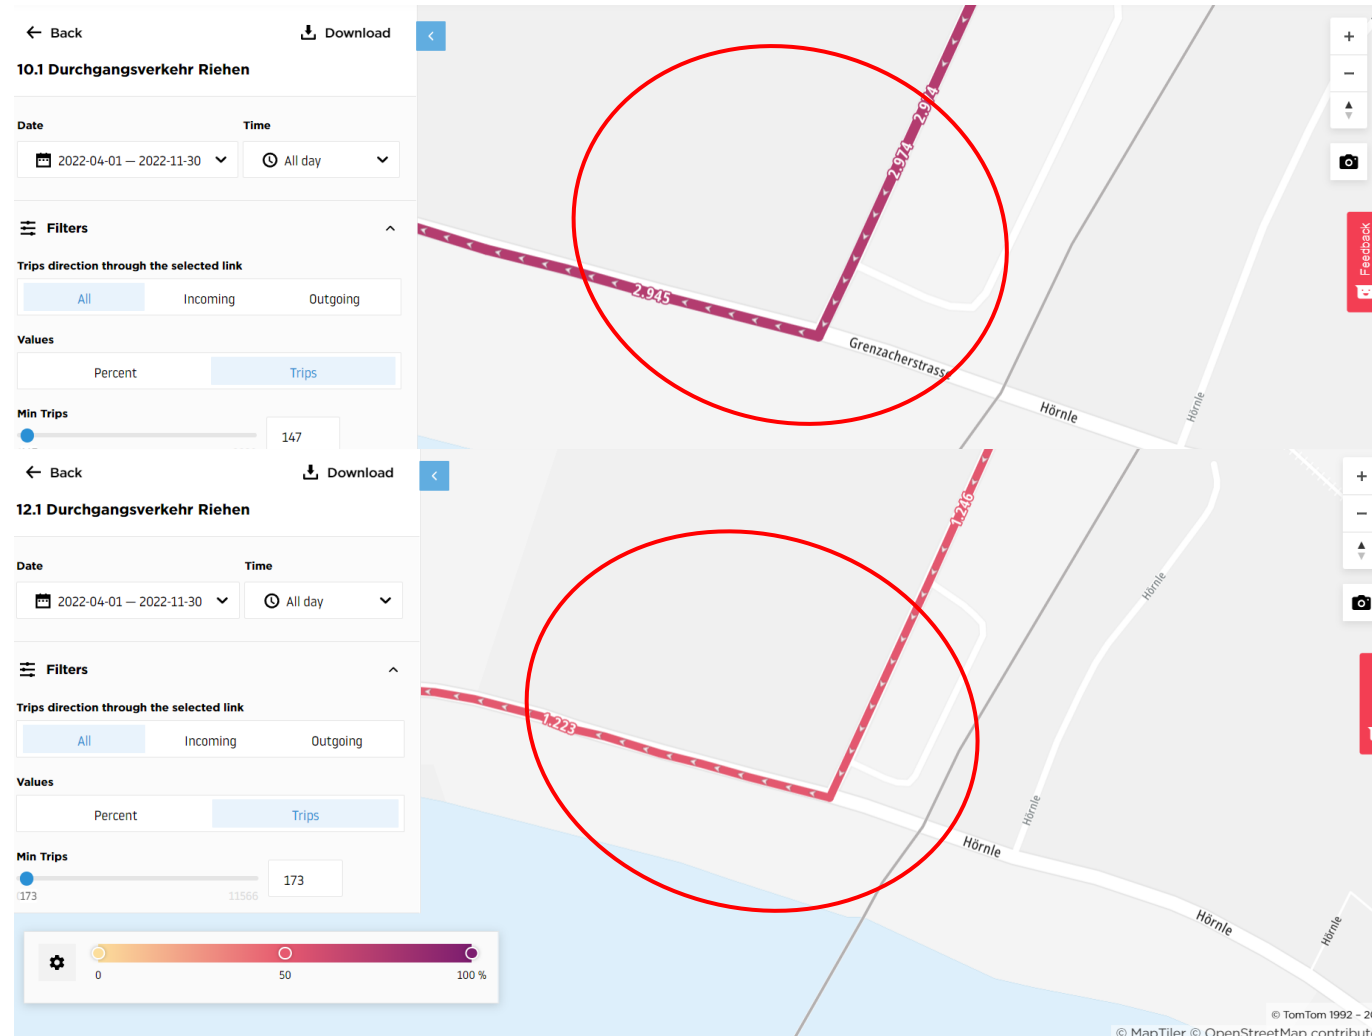 Back
Download
10.1 Durchgangsverkehr Riehen
Date
Time
2022-04-01 — 2022-11-30
All day
Filters
Trips direction through the selected link
All
Incoming
Outgoing
Values
Percent
Trips
Min Trips
147
2.974
2.974
2.945
Grenzacherstrasse
Hörnle
Hörnle
Feedback
Back
Download
12.1 Durchgangsverkehr Riehen
Date
Time
2022-04-01 — 2022-11-30
All day
Filters
Trips direction through the selected link
All
Incoming
Outgoing
Values
Percent
Trips
Min Trips
173
173
11566
1.246
1.223
Hörnle
Hörnle
Hörnle
Hörnle
Hörnle
0
50
100 %
© TomTom 1992 – 2
© MapTiler © OpenStreetMap contribut